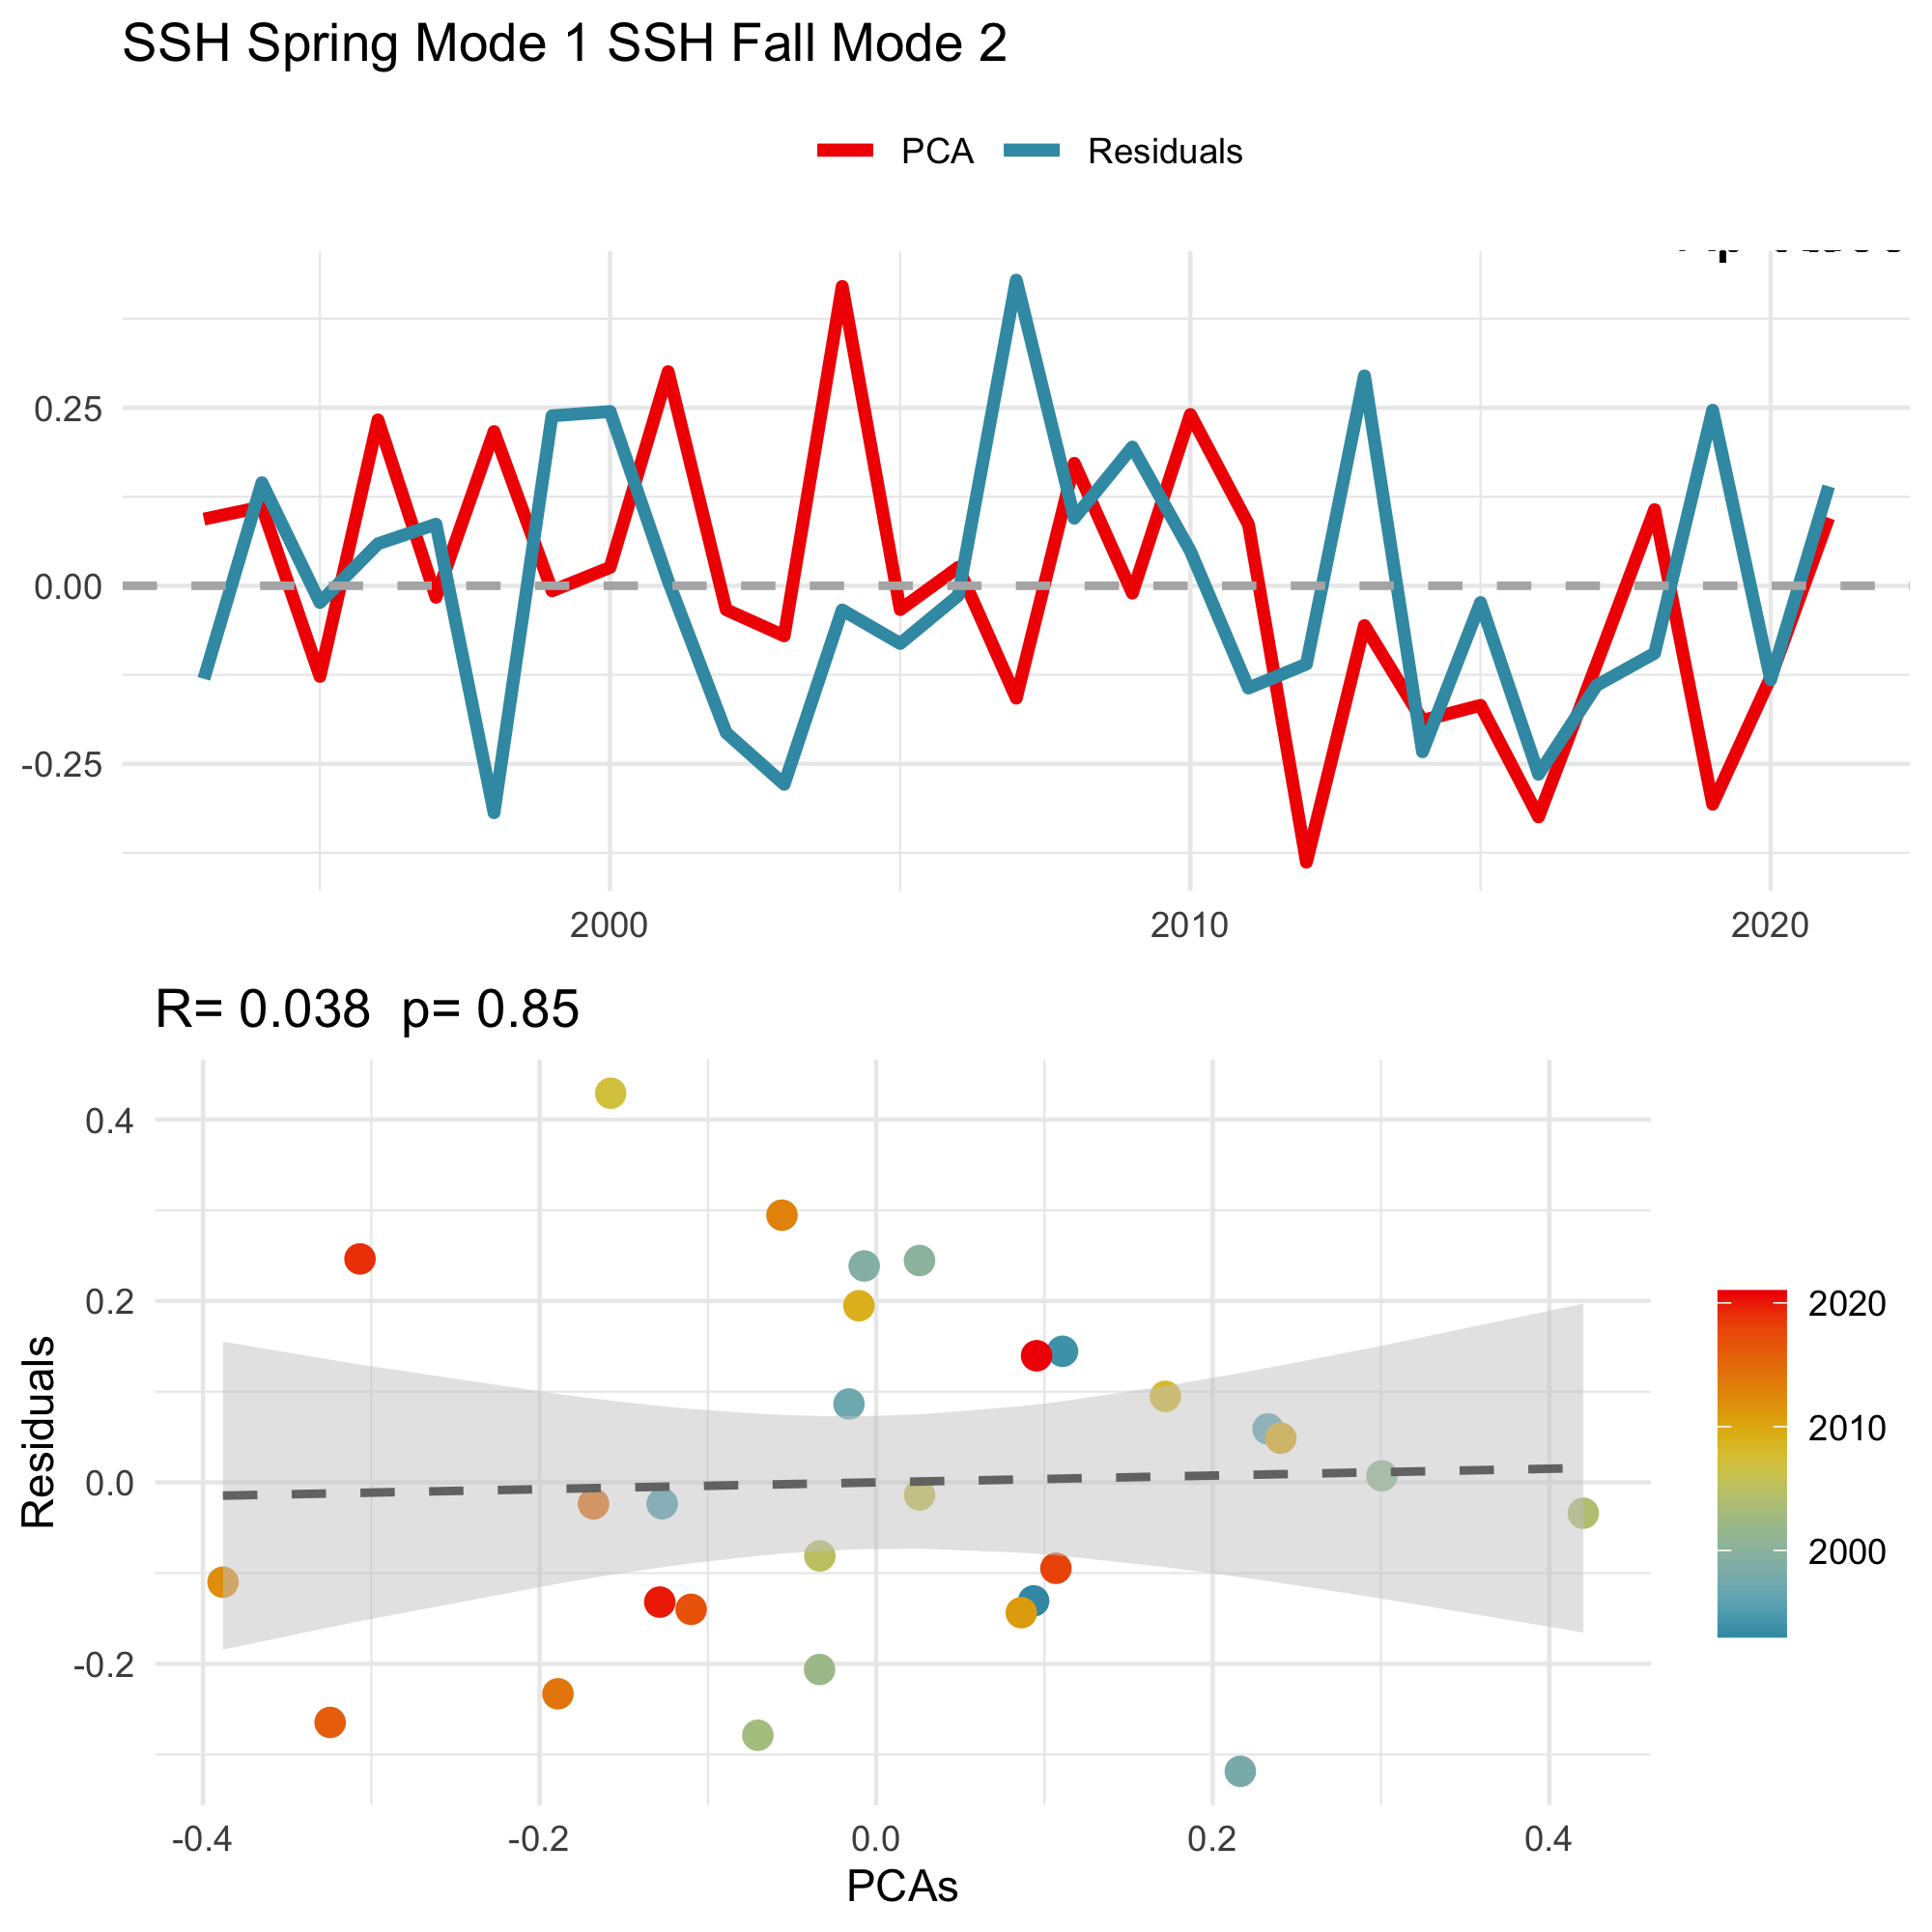 SSH Spring Mode 1 SSH Fall Mode 2
PCA Residuals
0.25
0.00
-0.25
2000 2010 2020
R= 0.038 p= 0.85
Residuals
0.4
0.2
0.0
-0.2
-0.4 -0.2 0.0 0.2 0.4
PCAs
2020
2010
2000